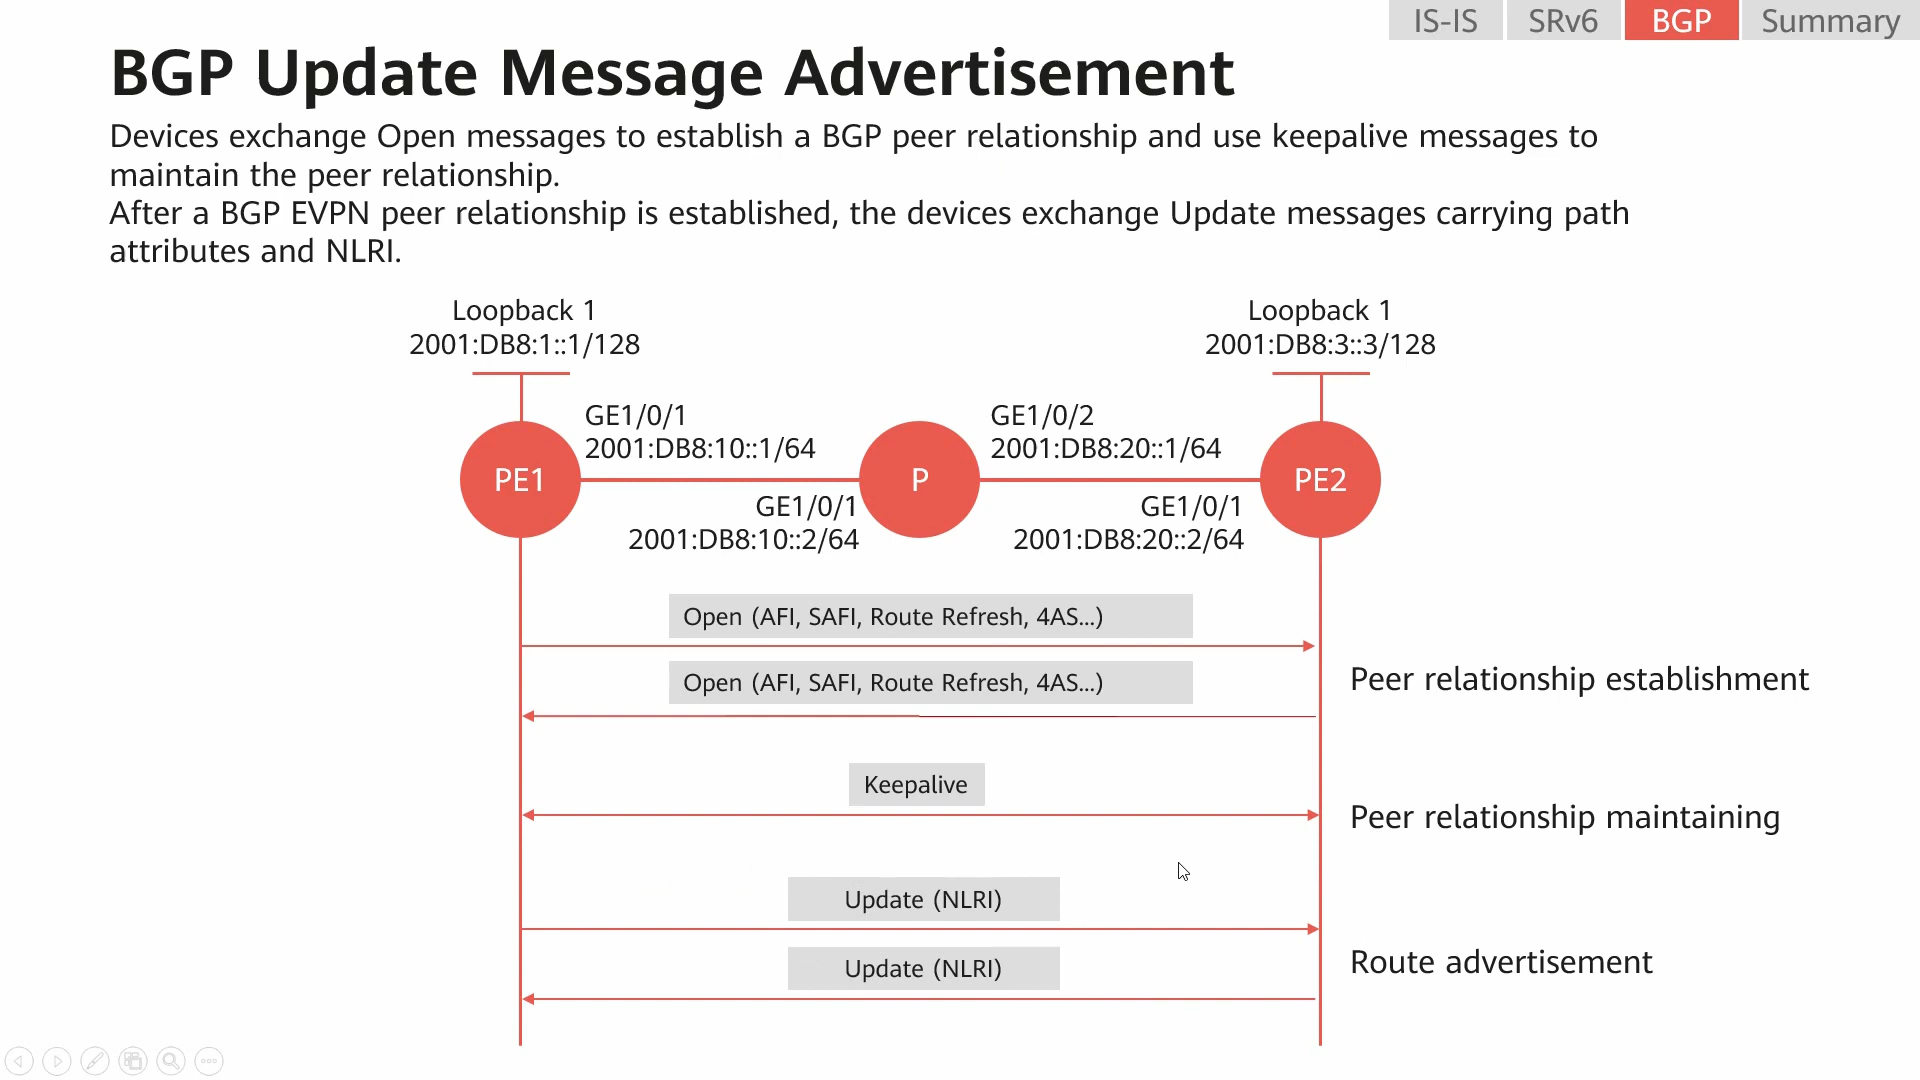 IS-IS
SRv6
BGP
Summary
BGP Update Message Advertisement
Devices exchange Open messages to establish a BGP peer relationship and use keepalive messages to
maintain the peer relationship.
After a BGP EVPN peer relationship is established, the devices exchange Update messages carrying path
attributes and NLRI.
Loopback 1
2001:DB8:1::1/128
Loopback 1
2001:DB8:3::3/128
GE1/0/1
2001:DB8:10::1/64
GE1/0/2
2001:DB8:20::1/64
PE1
P
PE2
GE1/0/1
2001:DB8:10::2/64
GE1/0/1
2001:DB8:20::2/64
Open (AFI, SAFI, Route Refresh, 4AS...)
Open (AFI, SAFI, Route Refresh, 4AS...)
Peer relationship establishment
Keepalive
Peer relationship maintaining
Update (NLRI)
Update (NLRI)
Route advertisement